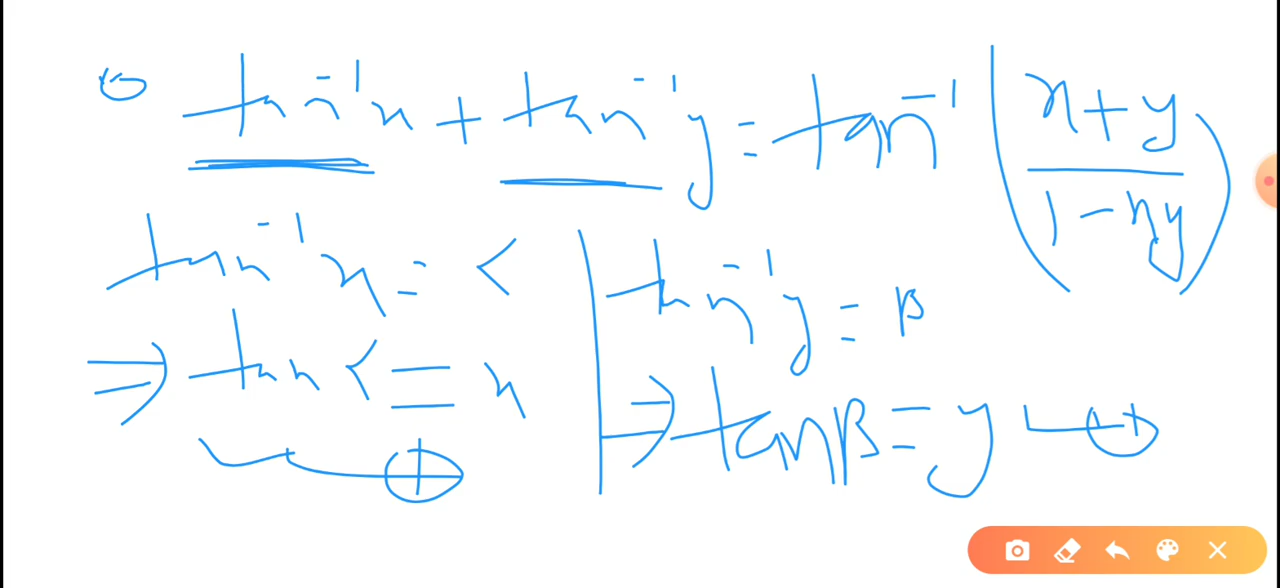 tan⁻¹x + tan⁻¹y = tan⁻¹((x+y)/(1-xy))
tan⁻¹x = α
⇒ tan α = x
tan⁻¹y = β
⇒ tan β = y